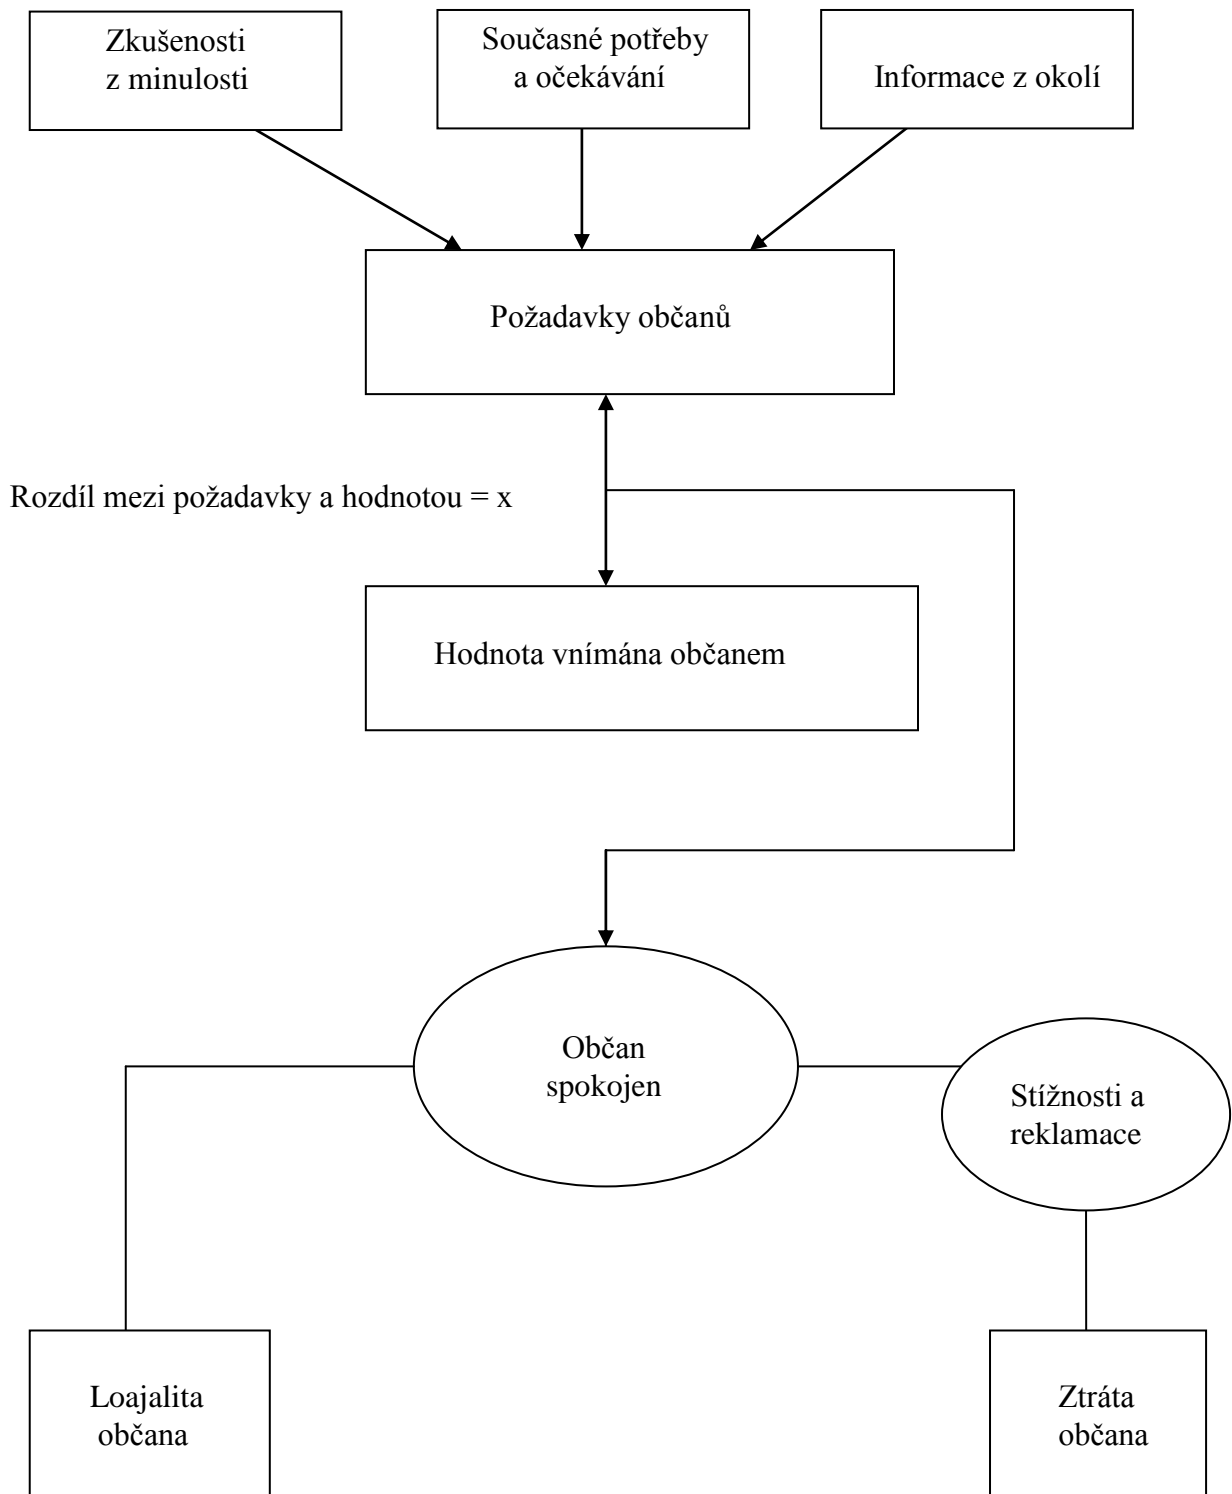 Zkušenosti
z minulosti
Současné potřeby
a očekávání
Informace z okolí
Požadavky občanů
Rozdíl mezi požadavky a hodnotou = x
Hodnota vnímána občanem
Občan
spokojen
Stížnosti a
reklamace
Loajalita
občana
Ztráta
občana